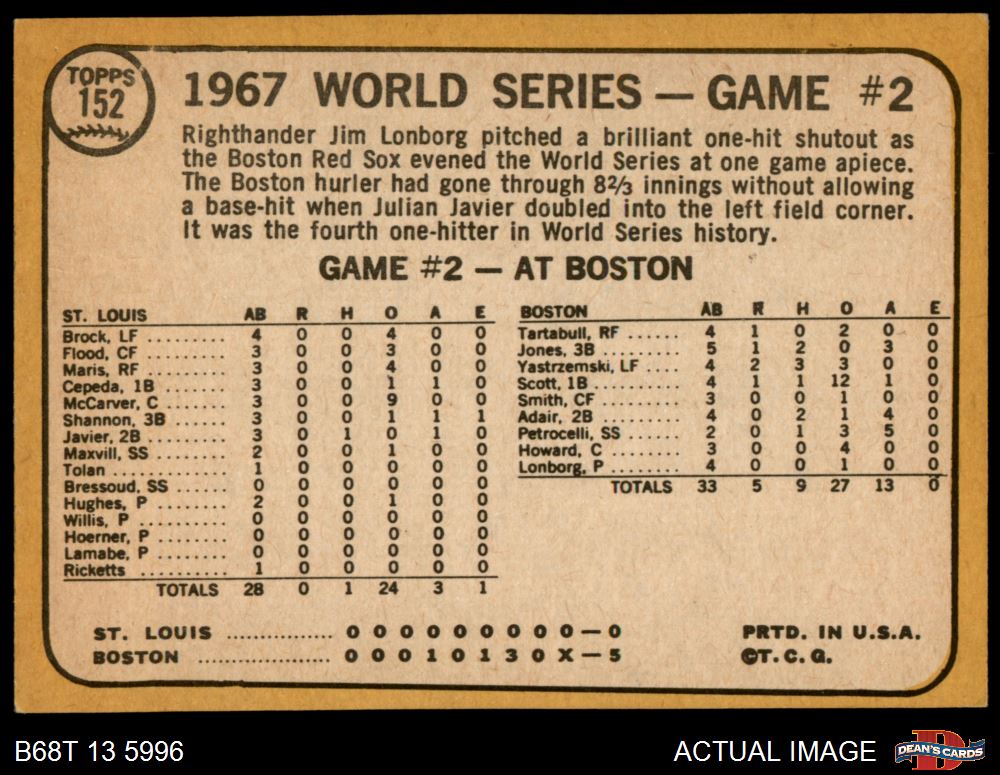 TOPPS
152
1967 WORLD SERIES — GAME #2
Righthander Jim Lonborg pitched a brilliant one-hit shutout as
the Boston Red Sox evened the World Series at one game apiece.
The Boston hurler had gone through 8⅔ innings without allowing
a base-hit when Julian Javier doubled into the left field corner.
It was the fourth one-hitter in World Series history.
GAME #2 — AT BOSTON
ST. LOUIS AB R H O A E
Brock, LF ......... 4 0 0 4 0 0
Flood, CF ......... 3 0 0 3 0 0
Maris, RF ......... 3 0 0 4 0 0
Cepeda, 1B ........ 3 0 0 1 1 0
McCarver, C ....... 3 0 0 9 0 0
Shannon, 3B ....... 3 0 0 1 1 1
Javier, 2B ........ 3 0 1 0 1 0
Maxvill, SS ....... 2 0 0 1 0 0
Tolan ............. 1 0 0 0 0 0
Bressoud, SS ...... 0 0 0 0 0 0
Hughes, P ......... 2 0 0 1 0 0
Willis, P ......... 0 0 0 0 0 0
Hoerner, P ........ 0 0 0 0 0 0
Lamabe, P ......... 0 0 0 0 0 0
Ricketts .......... 1 0 0 0 0 0
TOTALS 28 0 1 24 3 1
BOSTON AB R H O A E
Tartabull, RF ...... 4 1 0 2 0 0
Jones, 3B .......... 5 1 2 0 3 0
Yastrzemski, LF .... 4 2 3 3 0 0
Scott, 1B .......... 4 1 1 12 1 0
Smith, CF .......... 3 0 0 1 0 0
Adair, 2B .......... 4 0 2 1 4 0
Petrocelli, SS ...... 2 0 1 3 5 0
Howard, C .......... 3 0 0 4 0 0
Lonborg, P ......... 4 0 0 1 0 0
TOTALS 33 5 9 27 13 0
ST. LOUIS ................ 0 0 0 0 0 0 0 0 0 — 0
BOSTON ................... 0 0 0 1 0 1 3 0 X — 5
PRTD. IN U.S.A.
©T. C. G.
B68T 13 5996
ACTUAL IMAGE
DEAN'S CARDS